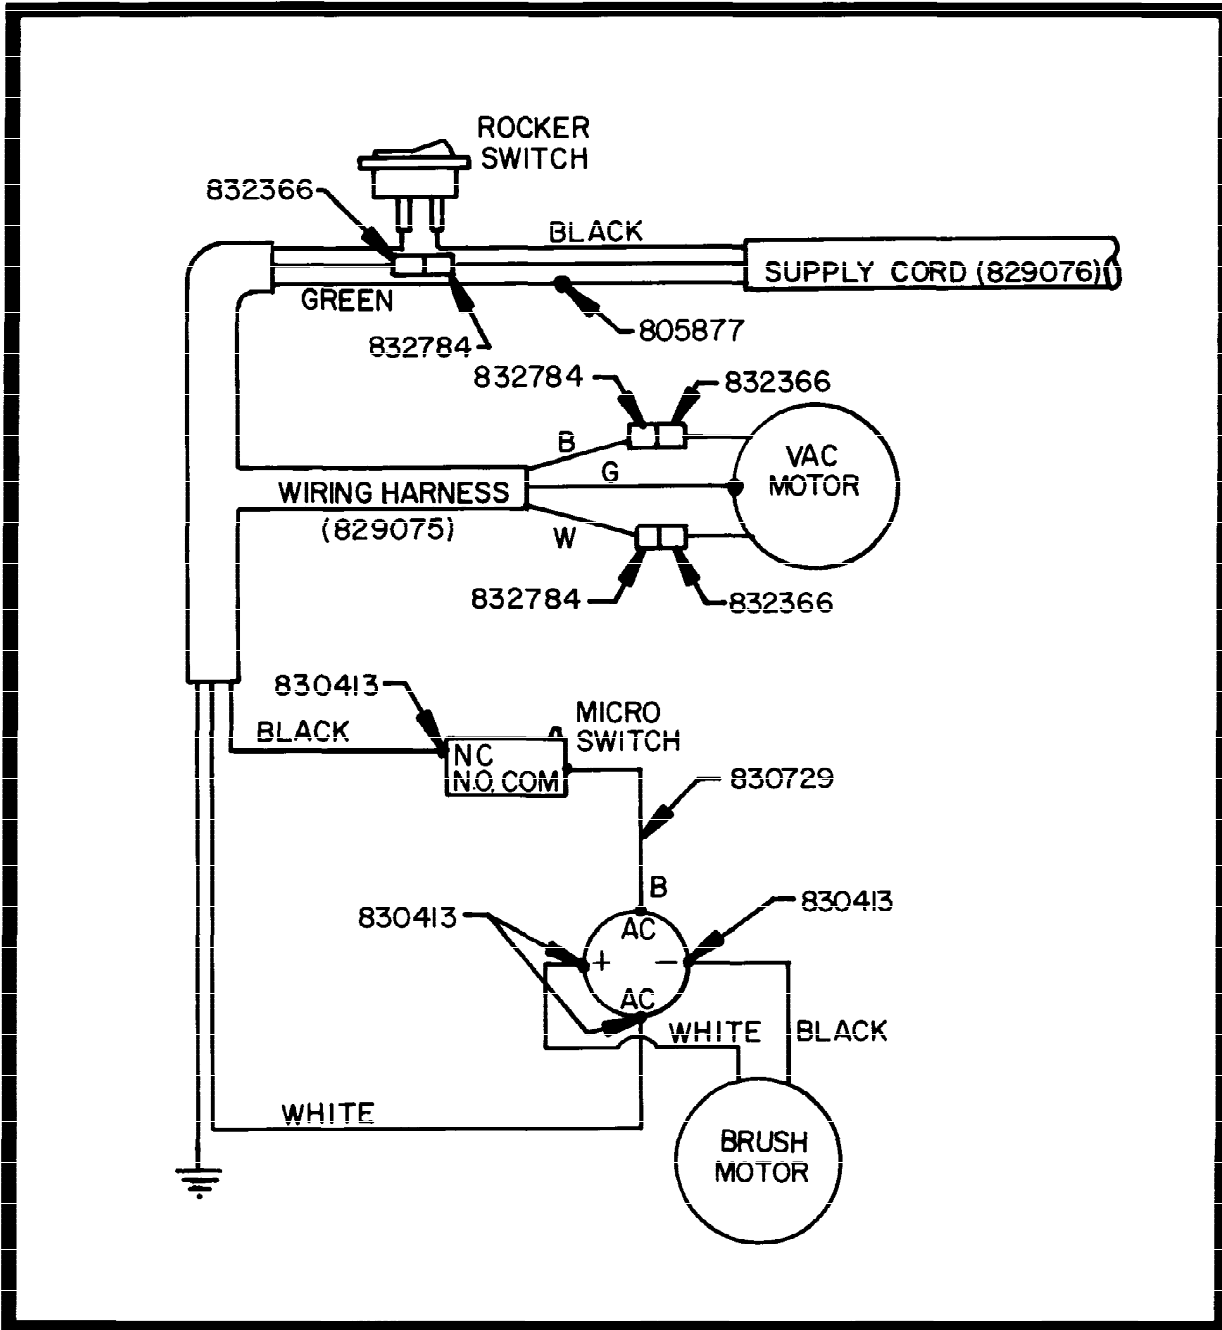 ROCKER
SWITCH
832366
BLACK
SUPPLY CORD (829076)
GREEN
805877
832784
832784
832366
B
VAC
MOTOR
G
WIRING HARNESS
(829075)
W
832784
832366
830413
BLACK
MICRO
SWITCH
NC
N.O. COM
830729
B
830413
830413
AC
+
-
AC
WHITE
BLACK
WHITE
BRUSH
MOTOR